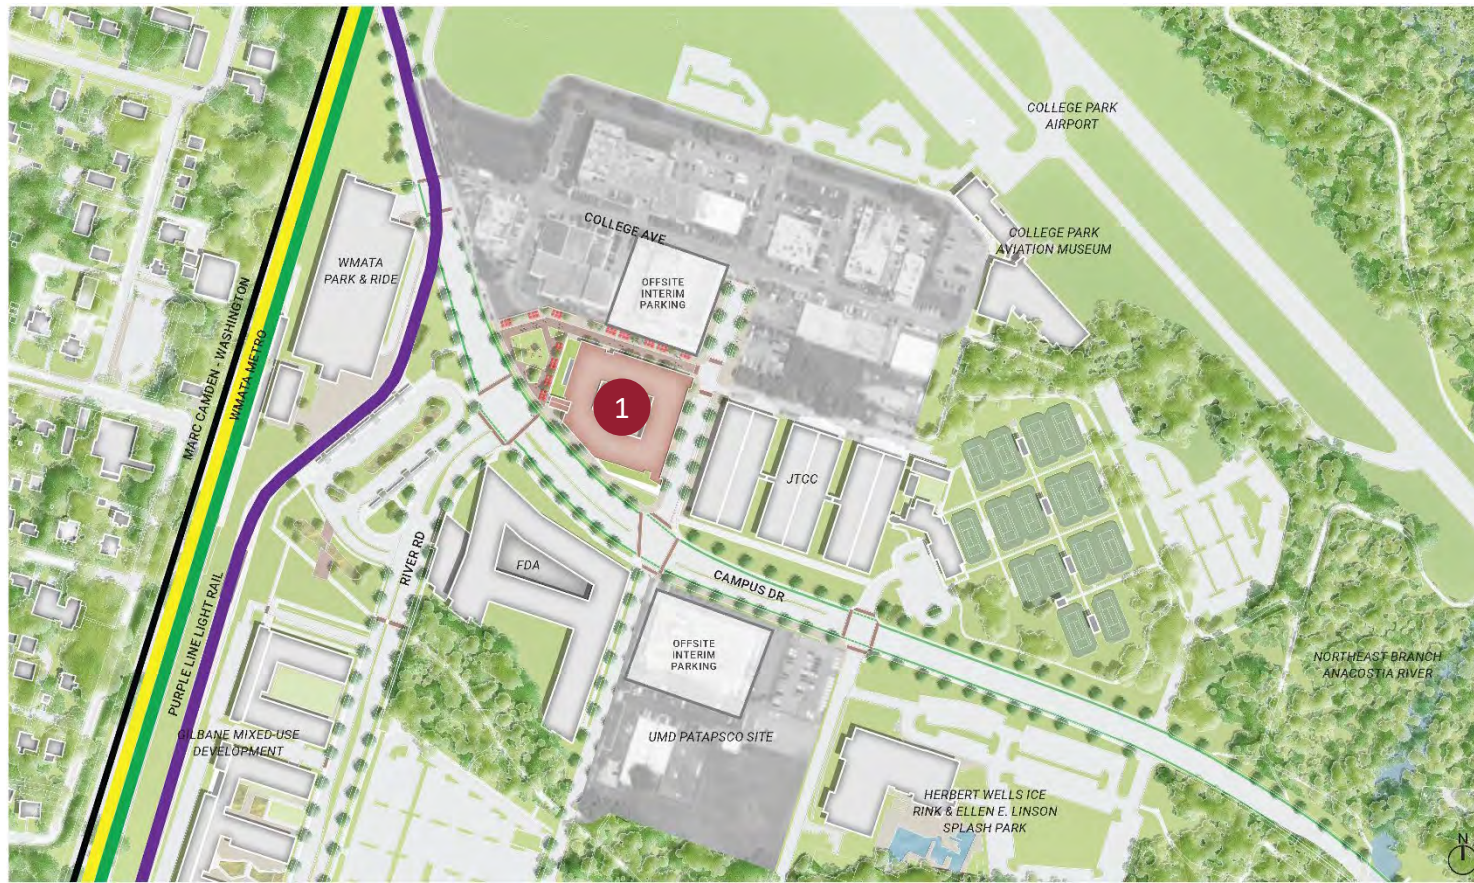 COLLEGE PARK
AIRPORT
COLLEGE AVE
COLLEGE PARK
AVIATION MUSEUM
WMATA
PARK & RIDE
OFFSITE
INTERIM
PARKING
MARC CAMDEN - WASHINGTON
WMATA METRO
1
JTCC
RIVER RD
FDA
CAMPUS DR
PURPLE LINE LIGHT RAIL
OFFSITE
INTERIM
PARKING
NORTHEAST BRANCH
ANACOSTIA RIVER
GILBANE MIXED-USE
DEVELOPMENT
UMD PATAPSCO SITE
HERBERT WELLS ICE
RINK & ELLEN E. LINSON
SPLASH PARK
N